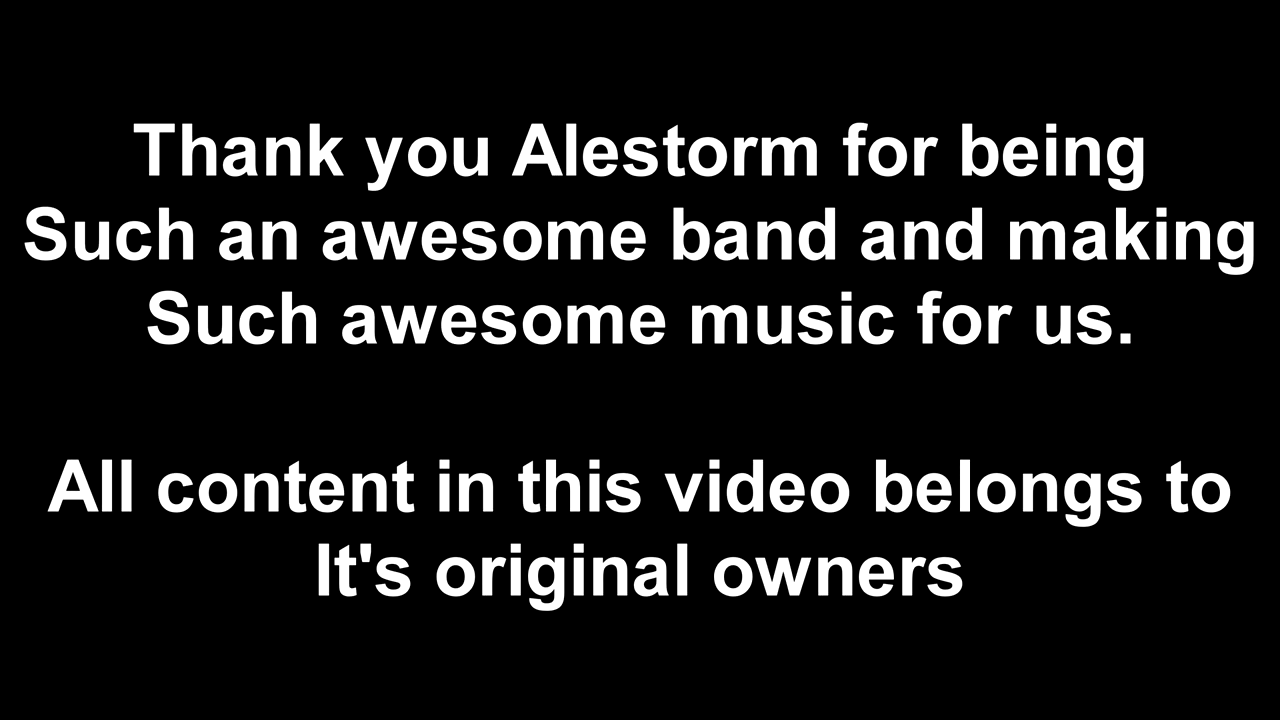 Thank you Alestorm for being
Such an awesome band and making
Such awesome music for us.
All content in this video belongs to
It's original owners